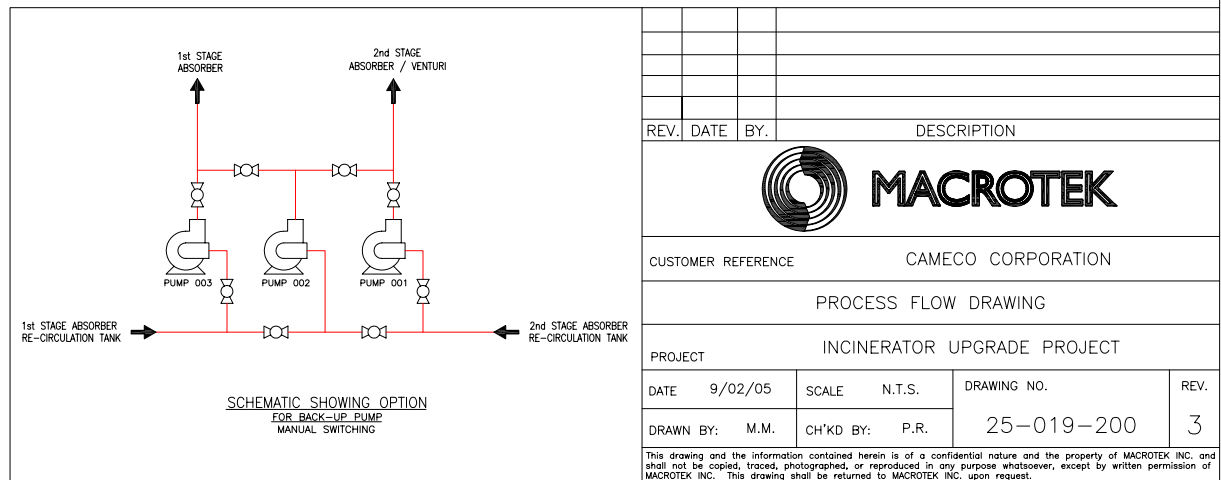 1st STAGE
ABSORBER
2nd STAGE
ABSORBER / VENTURI
PUMP 003
PUMP 002
PUMP 001
1st STAGE ABSORBER
RE-CIRCULATION TANK
2nd STAGE ABSORBER
RE-CIRCULATION TANK
SCHEMATIC SHOWING OPTION
FOR BACK-UP PUMP
MANUAL SWITCHING
REV. DATE BY. DESCRIPTION
MACROTEK
CUSTOMER REFERENCE CAMECO CORPORATION
PROCESS FLOW DRAWING
PROJECT INCINERATOR UPGRADE PROJECT
DATE 9/02/05 SCALE N.T.S. DRAWING NO. REV.
DRAWN BY: M.M. CH'KD BY: P.R. 25-019-200 3
This drawing and the information contained herein is of a confidential nature and the property of MACROTEK INC. and
shall not be copied, traced, photographed, or reproduced in any purpose whatsoever, except by written permission of
MACROTEK INC. This drawing shall be returned to MACROTEK INC. upon request.